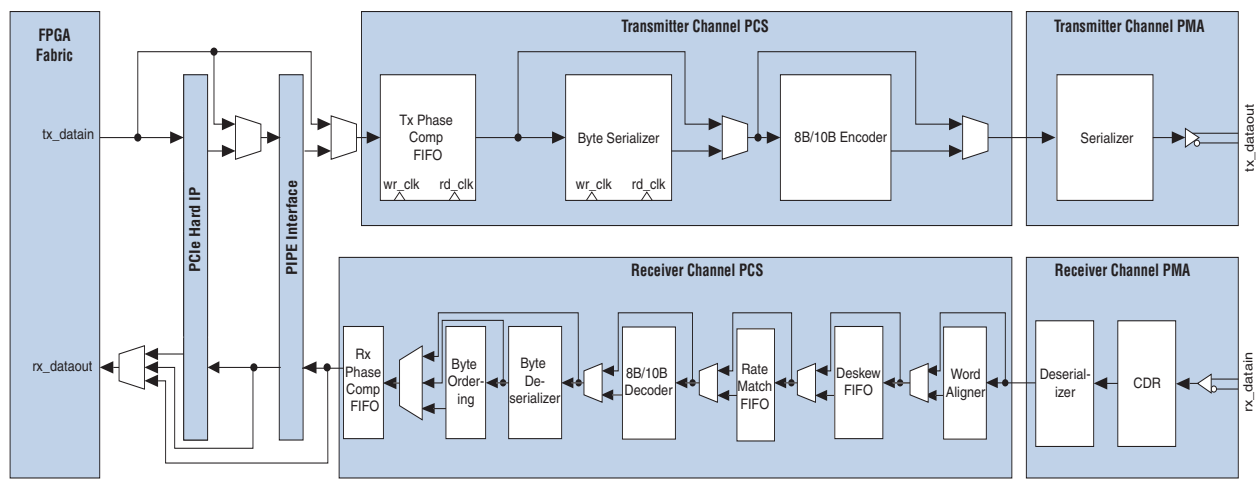 FPGA
Fabric
Transmitter Channel PCS
Transmitter Channel PMA
tx_datain
Tx Phase
Comp
FIFO
wr_clk
rd_clk
Byte Serializer
wr_clk
rd_clk
8B/10B Encoder
Serializer
tx_dataout
PCIe Hard IP
PIPE Interface
Receiver Channel PCS
Receiver Channel PMA
rx_dataout
Rx
Phase
Comp
FIFO
Byte
Order-
ing
Byte
De-
serializer
8B/10B
Decoder
Rate
Match
FIFO
Deskew
FIFO
Word
Aligner
Deserial-
izer
CDR
rx_datain